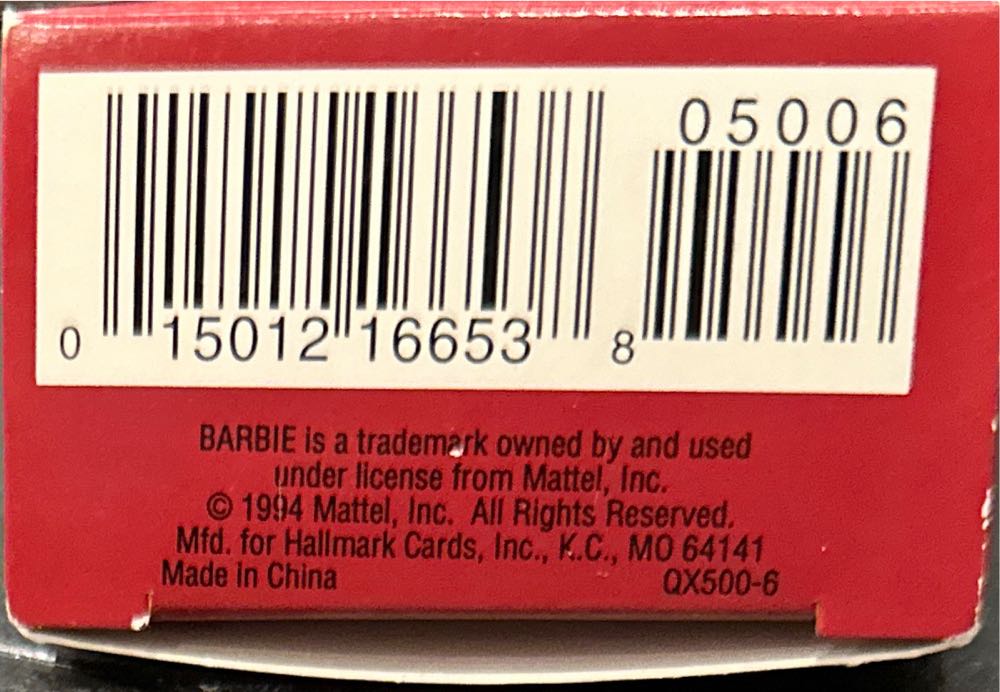 05006
0 15012 16653 8
BARBIE is a trademark owned by and used
under license from Mattel, Inc.
© 1994 Mattel, Inc. All Rights Reserved.
Mfd. for Hallmark Cards, Inc., K.C., MO 64141
Made in China QX500-6